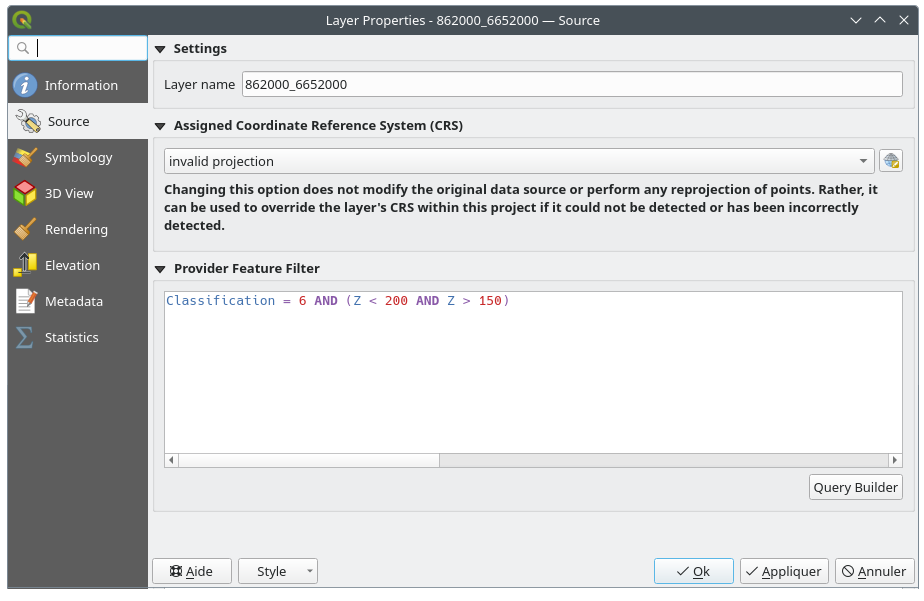 Layer Properties - 862000_6652000 — Source
Information
Source
Symbology
3D View
Rendering
Elevation
Metadata
Statistics
Settings
Layer name 862000_6652000
Assigned Coordinate Reference System (CRS)
invalid projection
Changing this option does not modify the original data source or perform any reprojection of points. Rather, it
can be used to override the layer's CRS within this project if it could not be detected or has been incorrectly
detected.
Provider Feature Filter
Classification = 6 AND (Z < 200 AND Z > 150)
Query Builder
Aide Style Ok Appliquer Annuler